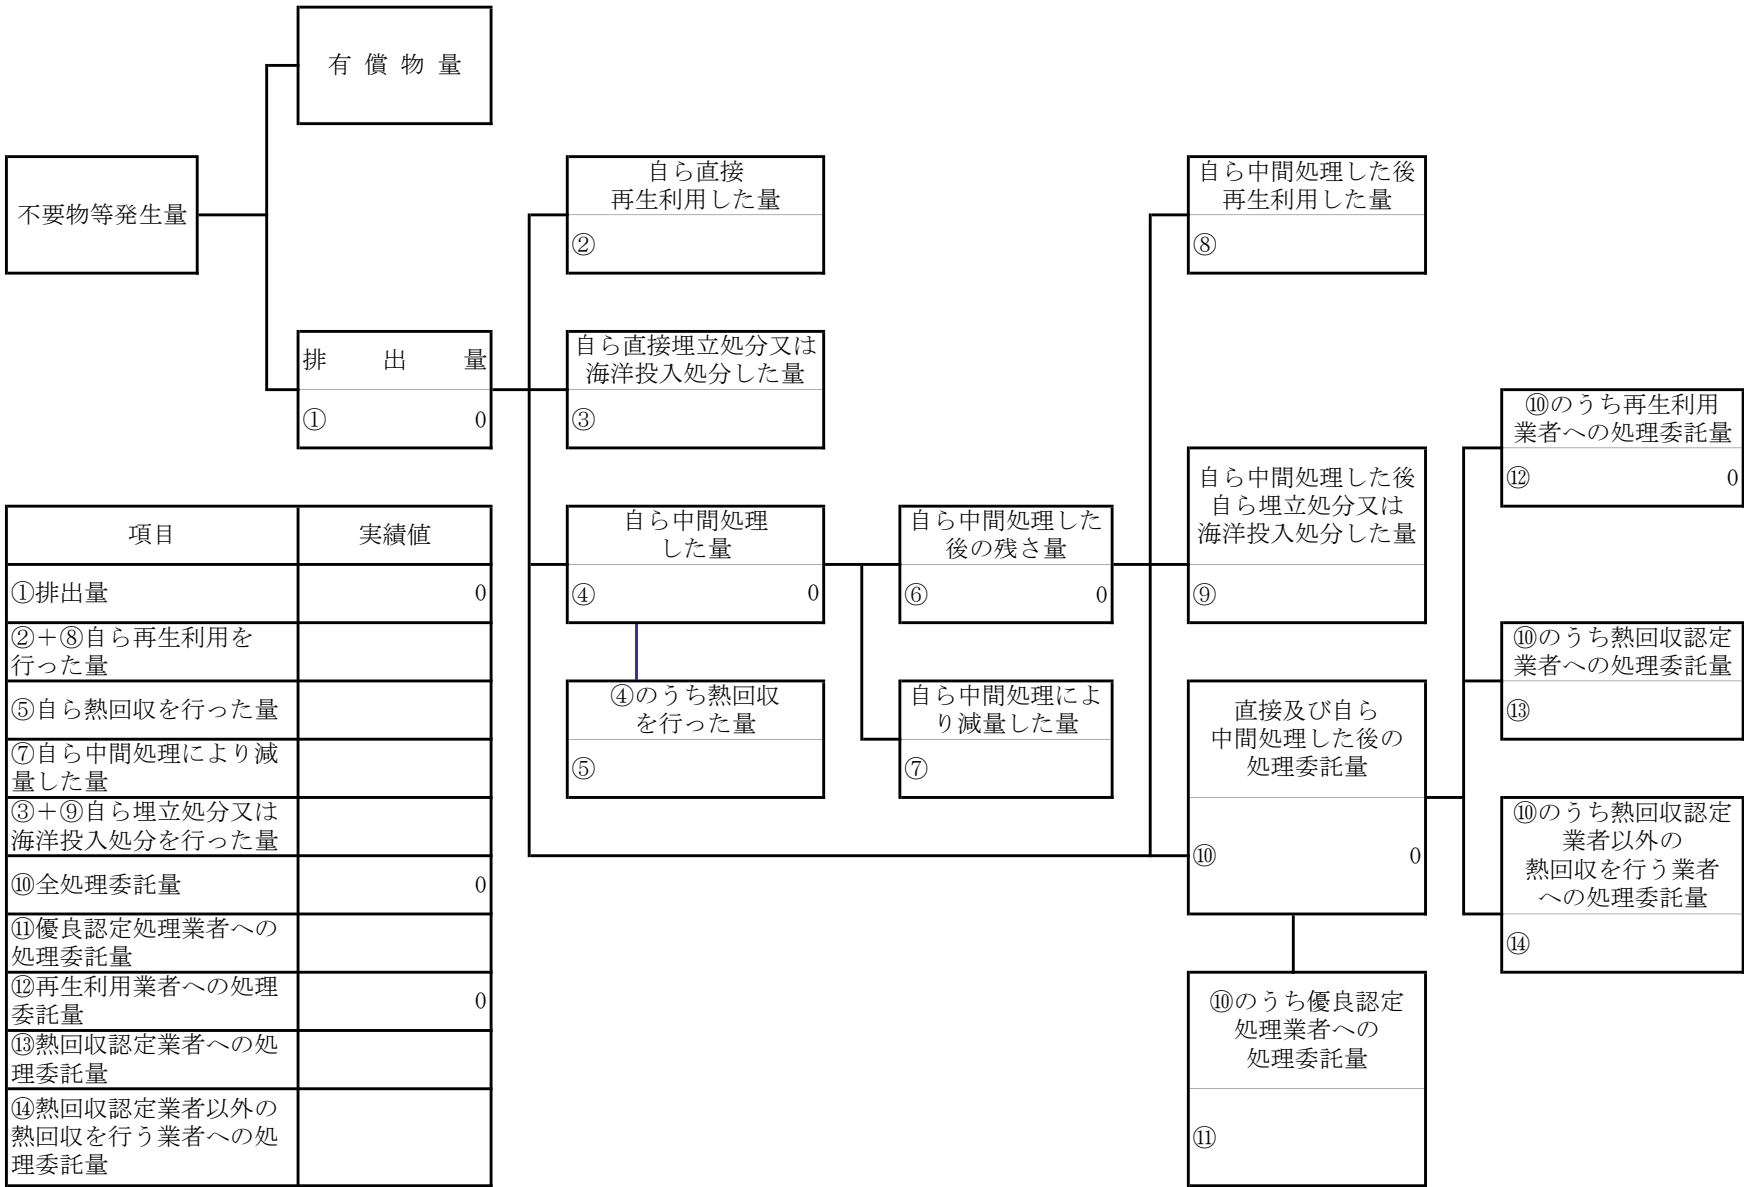 有償物量
不要物等発生量
自ら直接
再生利用した量
②
自ら中間処理した後
再生利用した量
⑧
排出量
① 0
自ら直接埋立処分又は
海洋投入処分した量
③
⑩のうち再生利用
業者への処理委託量
⑫ 0
自ら中間処理した後
自ら埋立処分又は
海洋投入処分した量
⑨
自ら中間処理
した量
④ 0
自ら中間処理した
後の残さ量
⑥ 0
⑩のうち熱回収認定
業者への処理委託量
⑬
④のうち熱回収
を行った量
⑤
自ら中間処理によ
り減量した量
⑦
直接及び自ら
中間処理した後の
処理委託量
⑩ 0
⑩のうち熱回収認定
業者以外の
熱回収を行う業者
への処理委託量
⑭
⑩のうち優良認定
処理業者への
処理委託量
⑪
項目 実績値
①排出量 0
②＋⑧自ら再生利用を
行った量
⑤自ら熱回収を行った量
⑦自ら中間処理により減
量した量
③＋⑨自ら埋立処分又は
海洋投入処分を行った量
⑩全処理委託量 0
⑪優良認定処理業者への
処理委託量
⑫再生利用業者への処理
委託量 0
⑬熱回収認定業者への処
理委託量
⑭熱回収認定業者以外の
熱回収を行う業者への処
理委託量